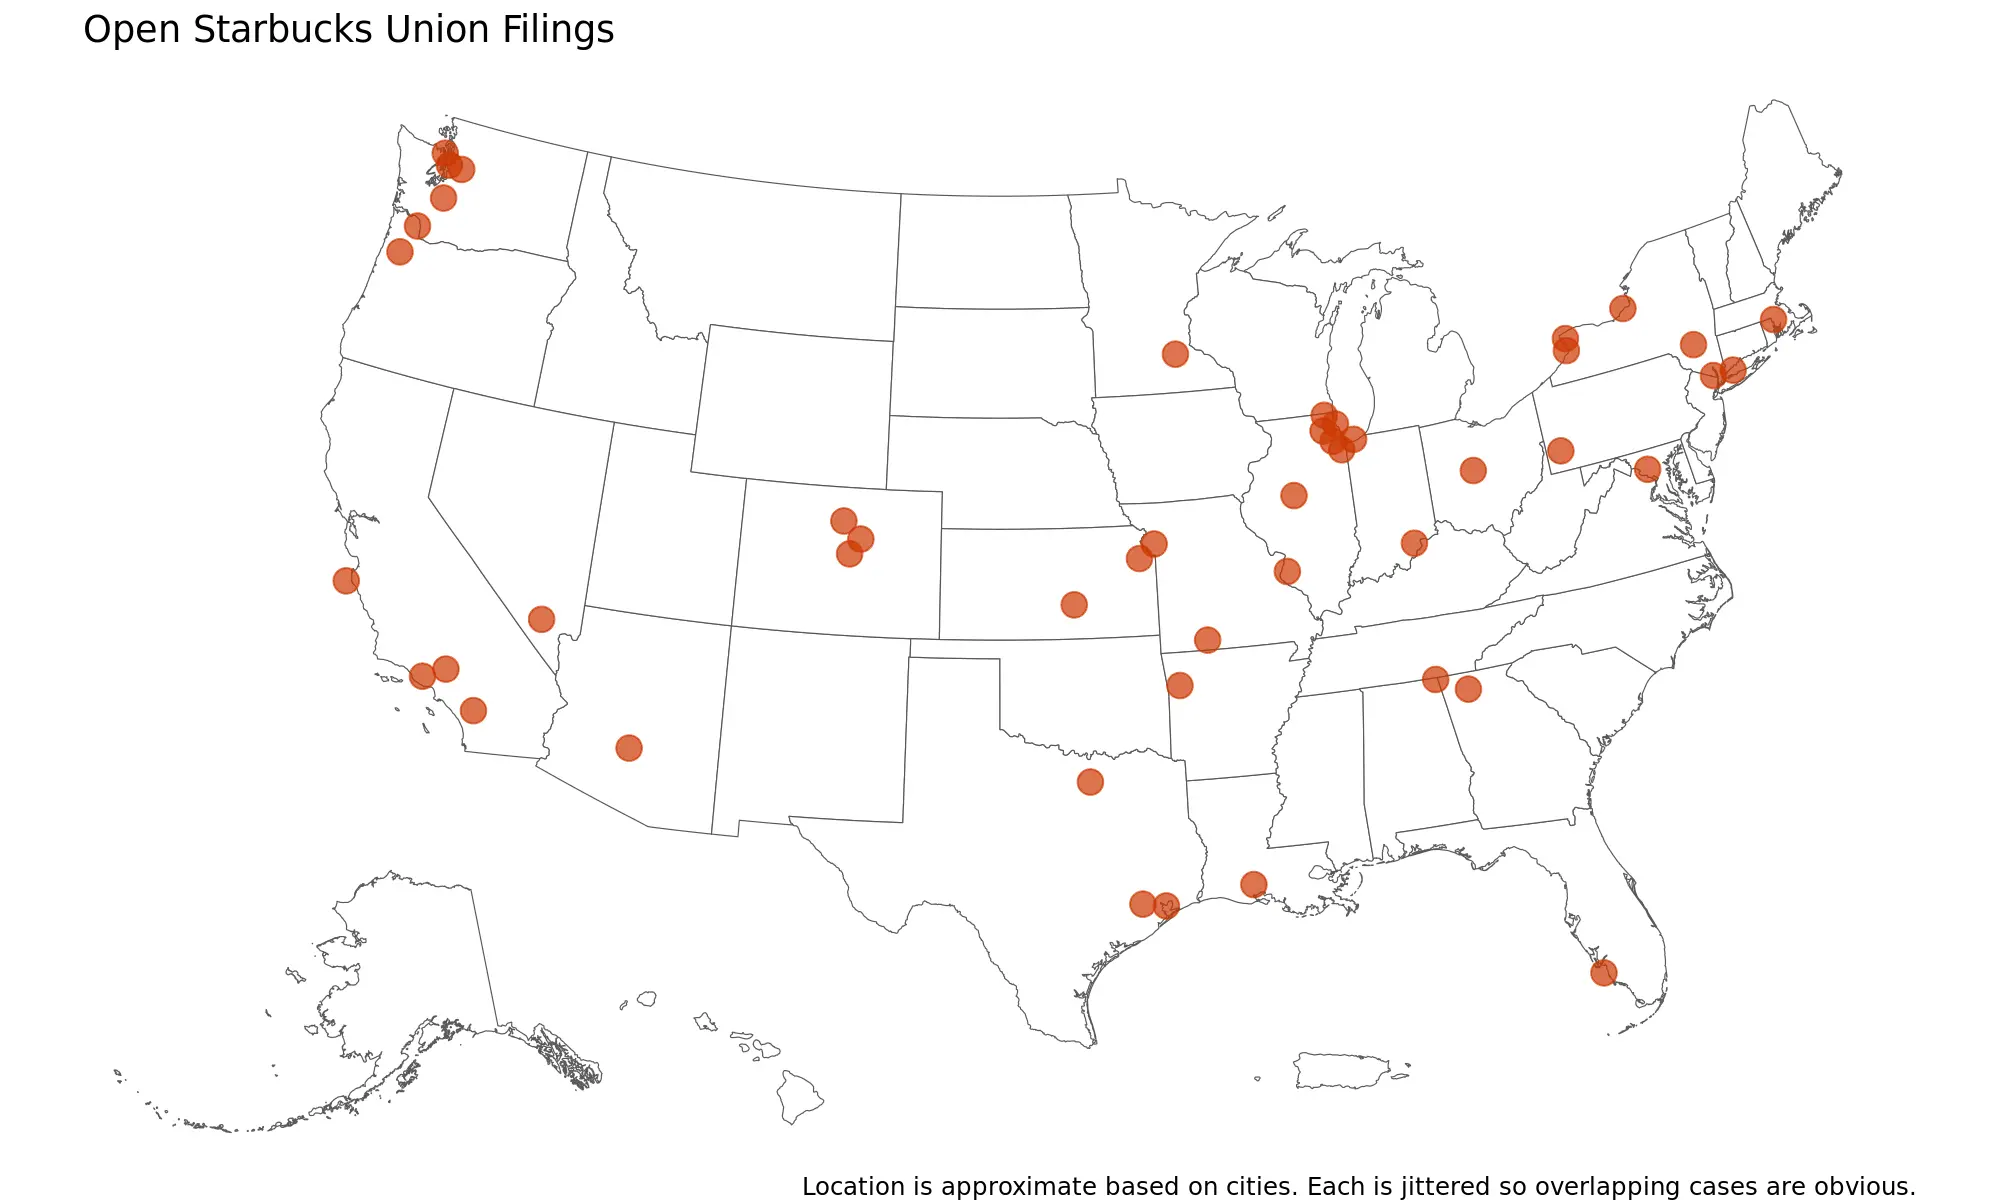 Open Starbucks Union Filings
Location is approximate based on cities. Each is jittered so overlapping cases are obvious.